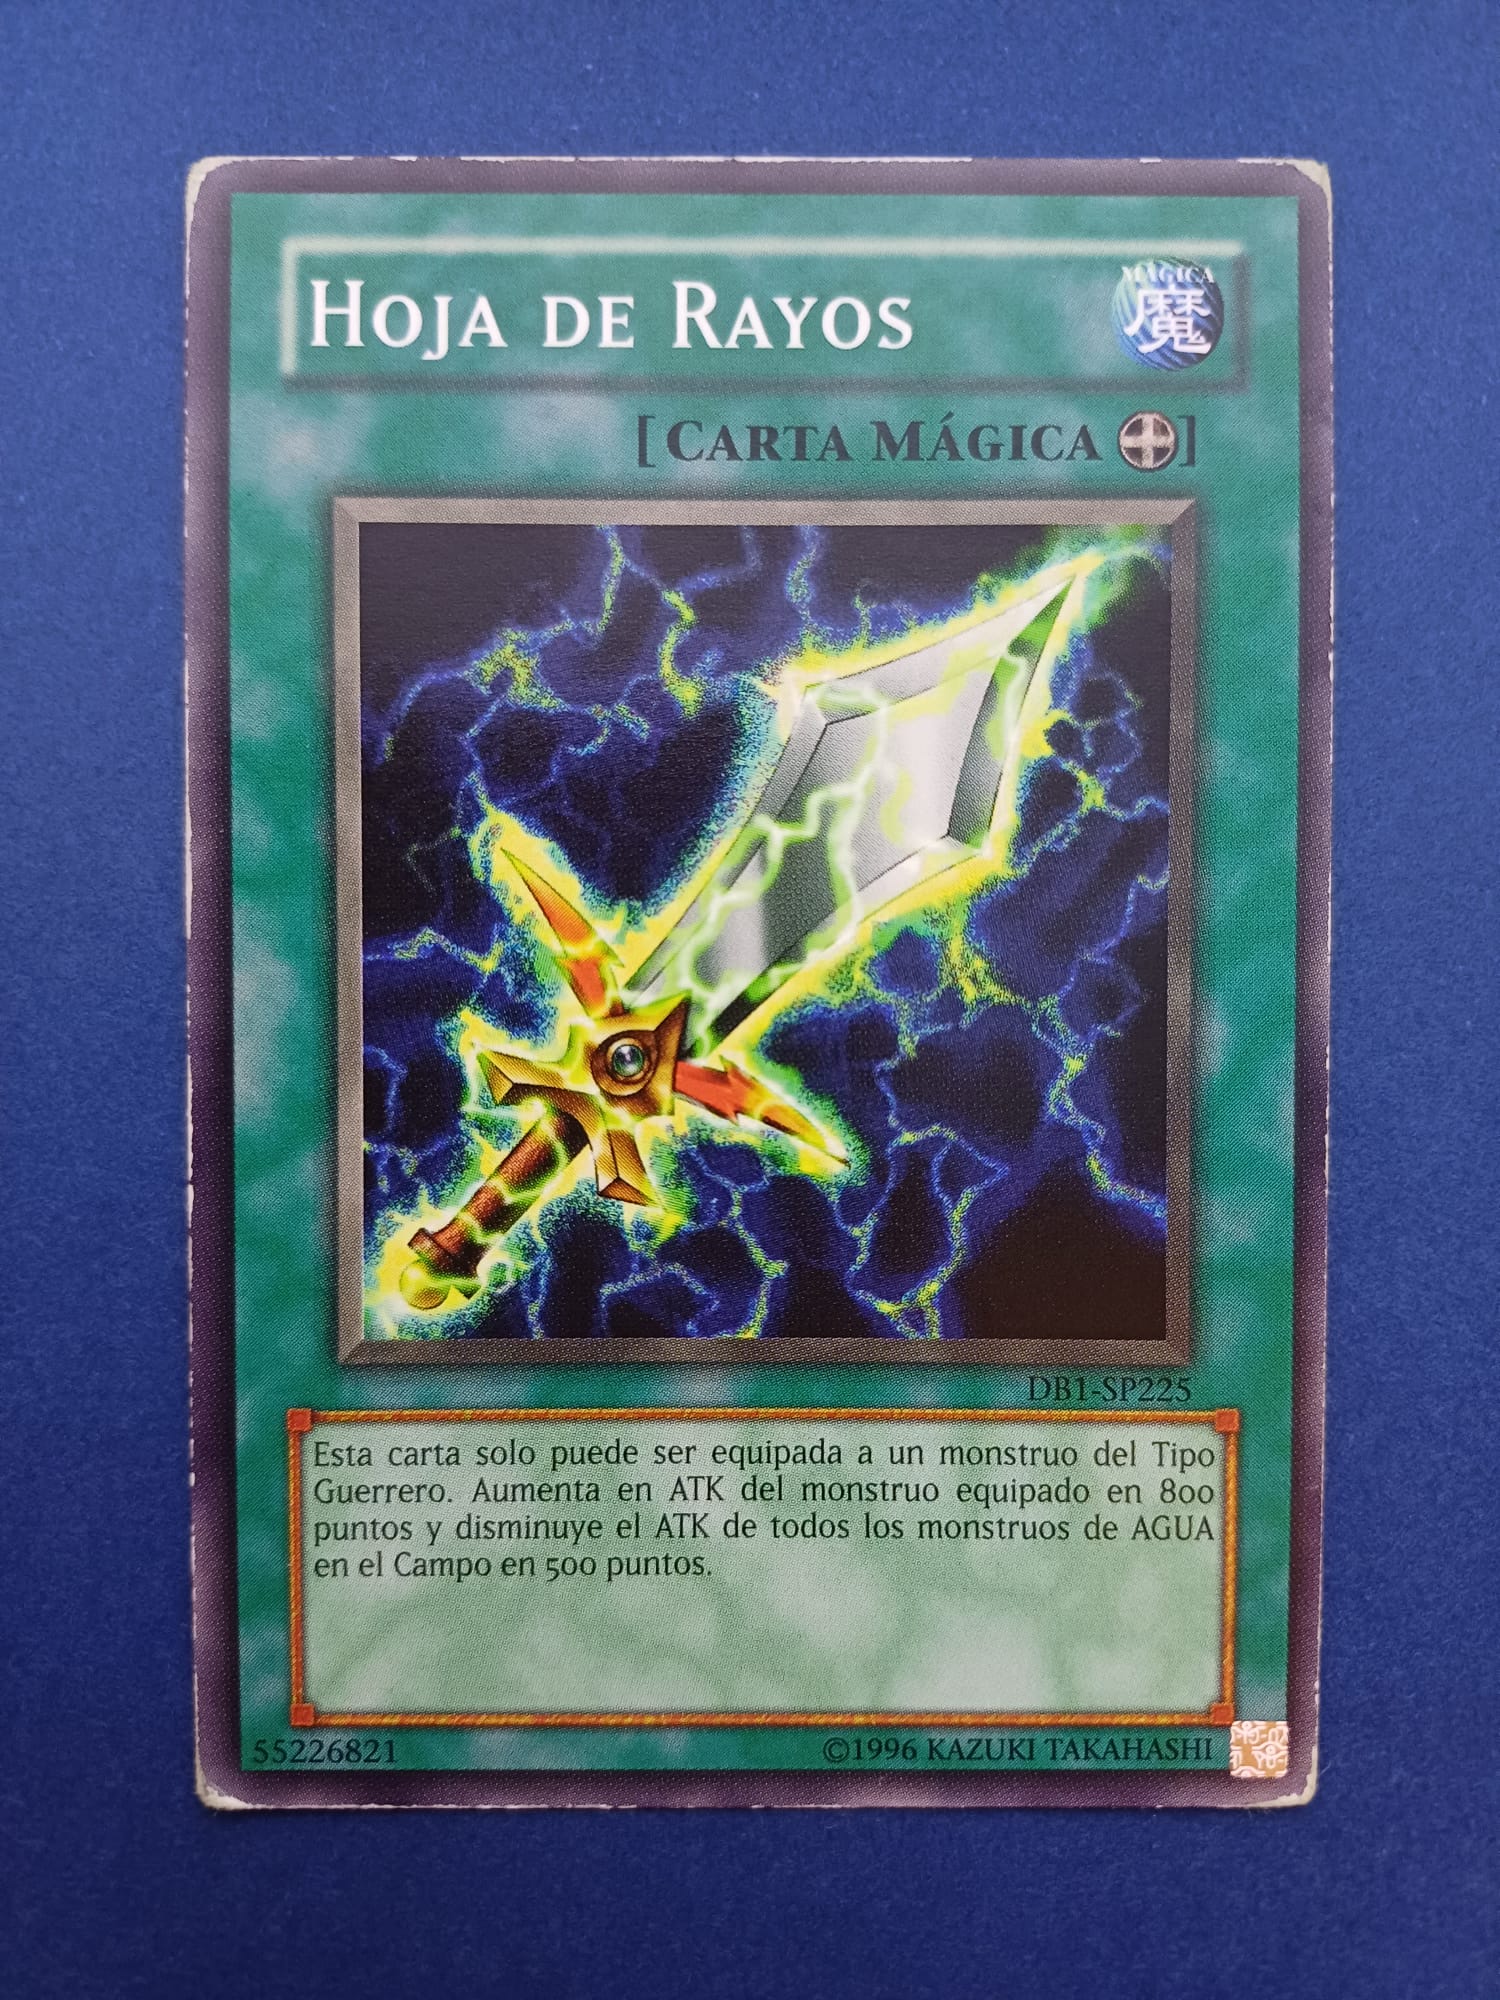 HOJA DE RAYOS
MÁGICA
魔
[CARTA MÁGICA]
DB1-SP225
Esta carta solo puede ser equipada a un monstruo del Tipo
Guerrero. Aumenta en ATK del monstruo equipado en 800
puntos y disminuye el ATK de todos los monstruos de AGUA
en el Campo en 500 puntos.
55226821
©1996 KAZUKI TAKAHASHI